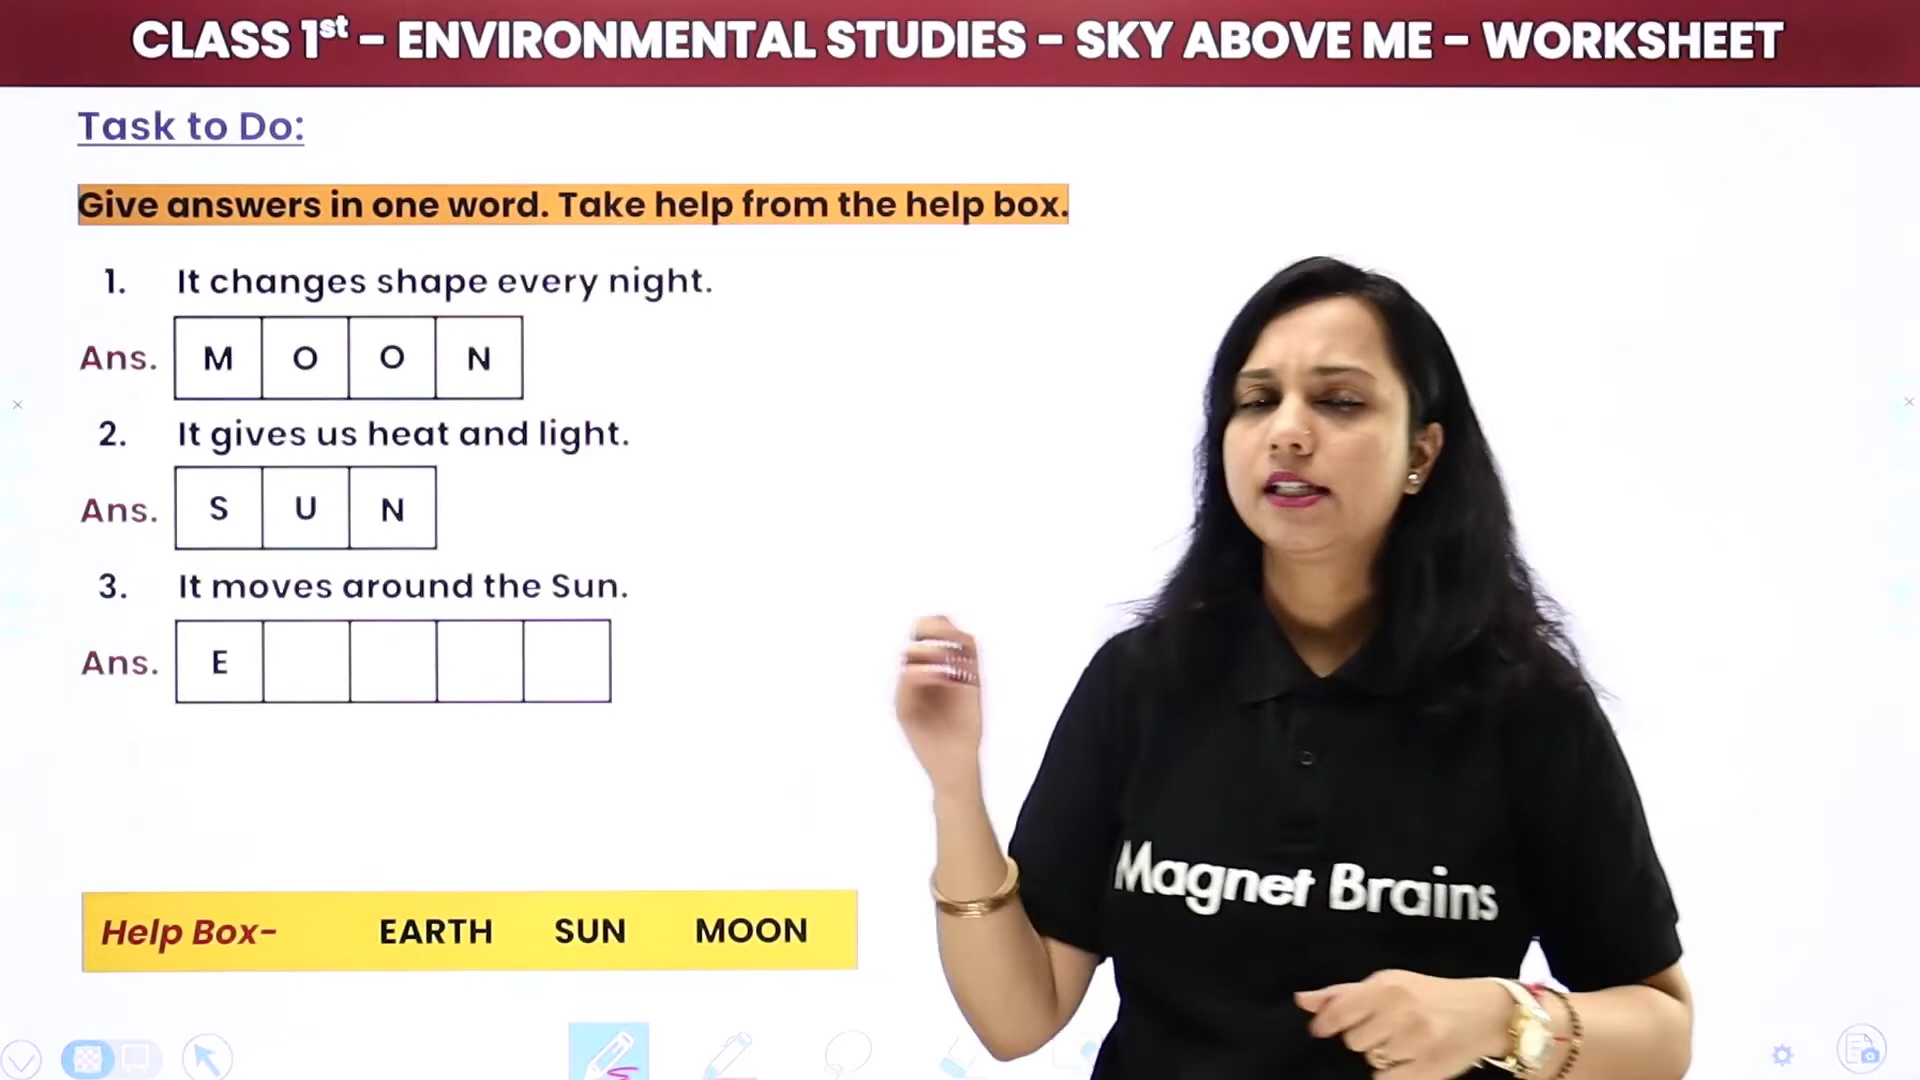 CLASS 1st - ENVIRONMENTAL STUDIES - SKY ABOVE ME - WORKSHEET
Task to Do:
Give answers in one word. Take help from the help box.
1. It changes shape every night.
Ans. M O O N
2. It gives us heat and light.
Ans. S U N
3. It moves around the Sun.
Ans. E
Help Box- EARTH SUN MOON
Magnet Brains